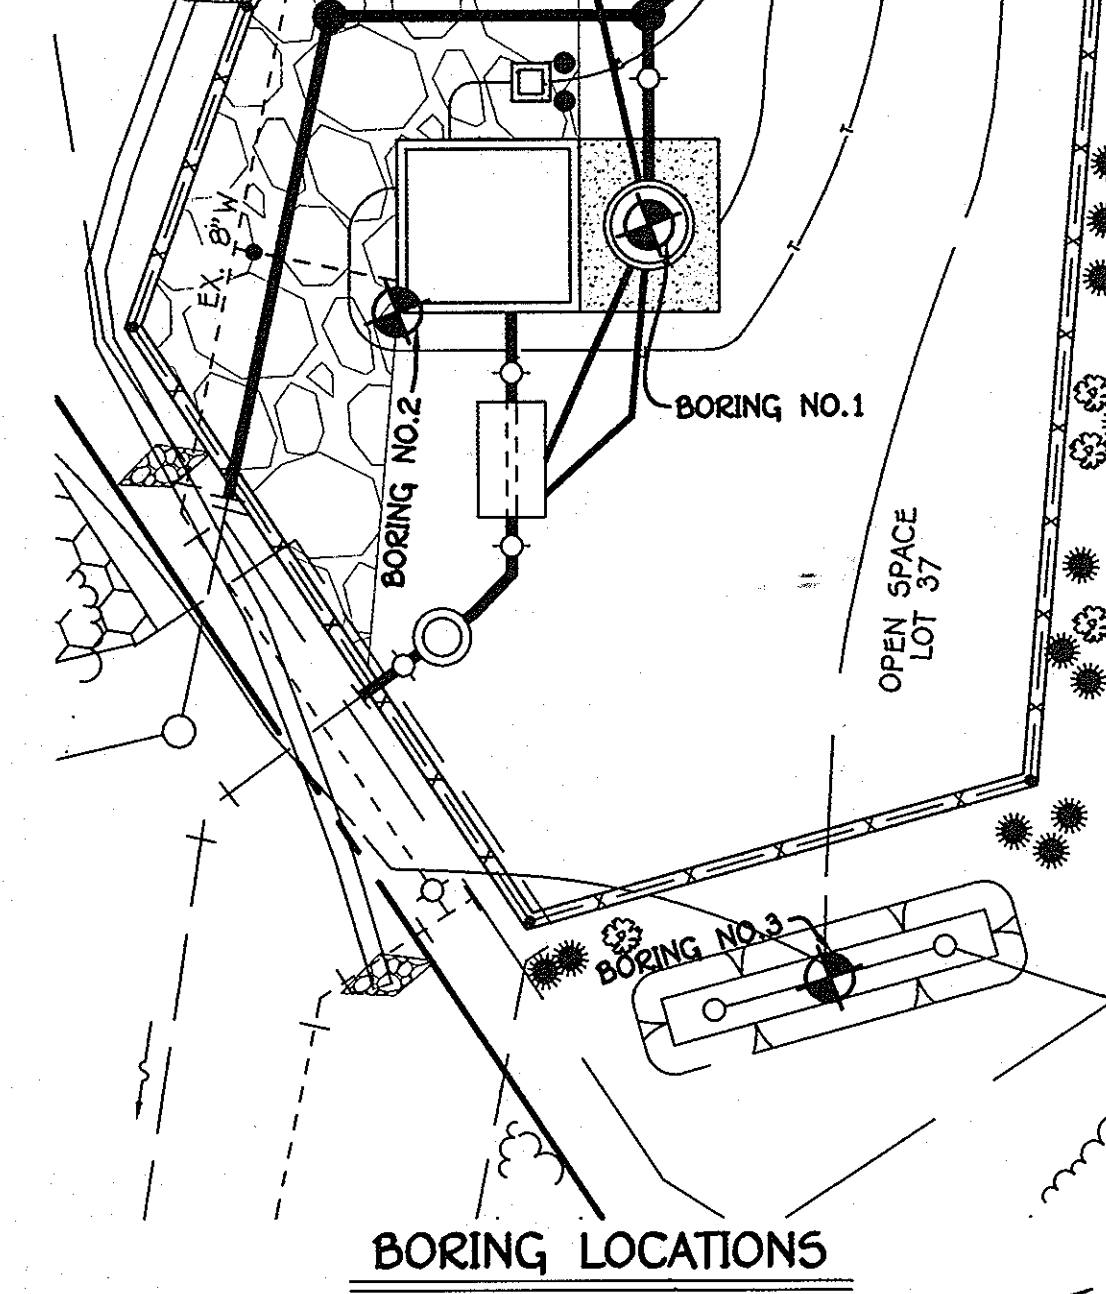 EX. 8" W
BORING NO.2
BORING NO.1
OPEN SPACE
LOT 37
BORING NO.3
BORING LOCATIONS